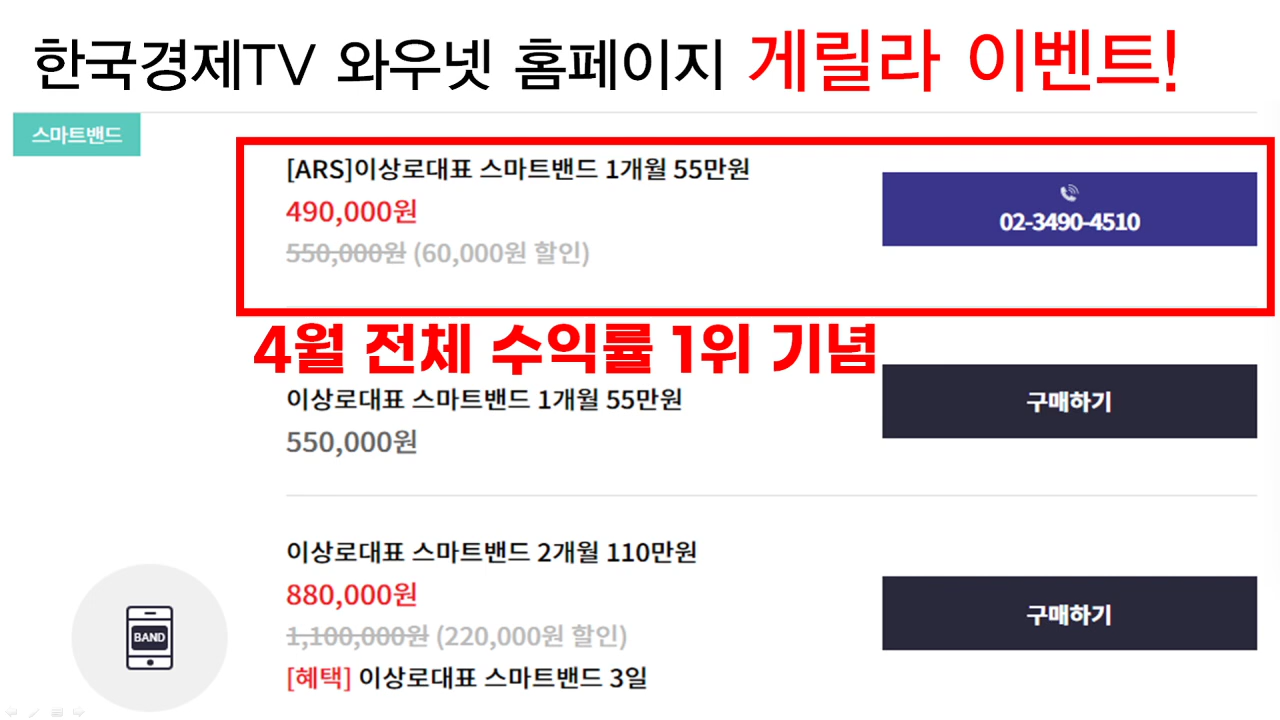 한국경제TV 와우넷 홈페이지 게릴라 이벤트!
스마트밴드
[ARS]이상로대표 스마트밴드 1개월 55만원
490,000원
550,000원 (60,000원 할인)
02-3490-4510
4월 전체 수익률 1위 기념
이상로대표 스마트밴드 1개월 55만원
550,000원
구매하기
이상로대표 스마트밴드 2개월 110만원
880,000원
1,100,000원 (220,000원 할인)
[혜택] 이상로대표 스마트밴드 3일
구매하기
BAND